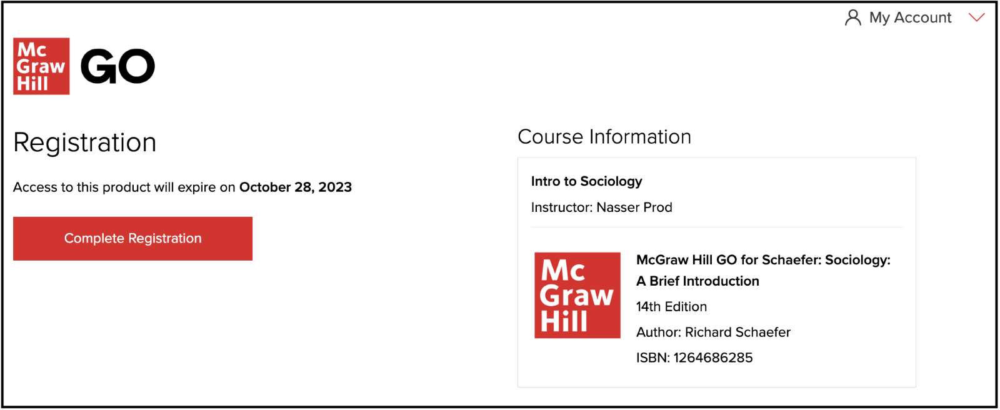 My Account
Mc
Graw
Hill
GO
Registration
Access to this product will expire on October 28, 2023
Complete Registration
Course Information
Intro to Sociology
Instructor: Nasser Prod
Mc
Graw
Hill
McGraw Hill GO for Schaefer: Sociology:
A Brief Introduction
14th Edition
Author: Richard Schaefer
ISBN: 1264686285